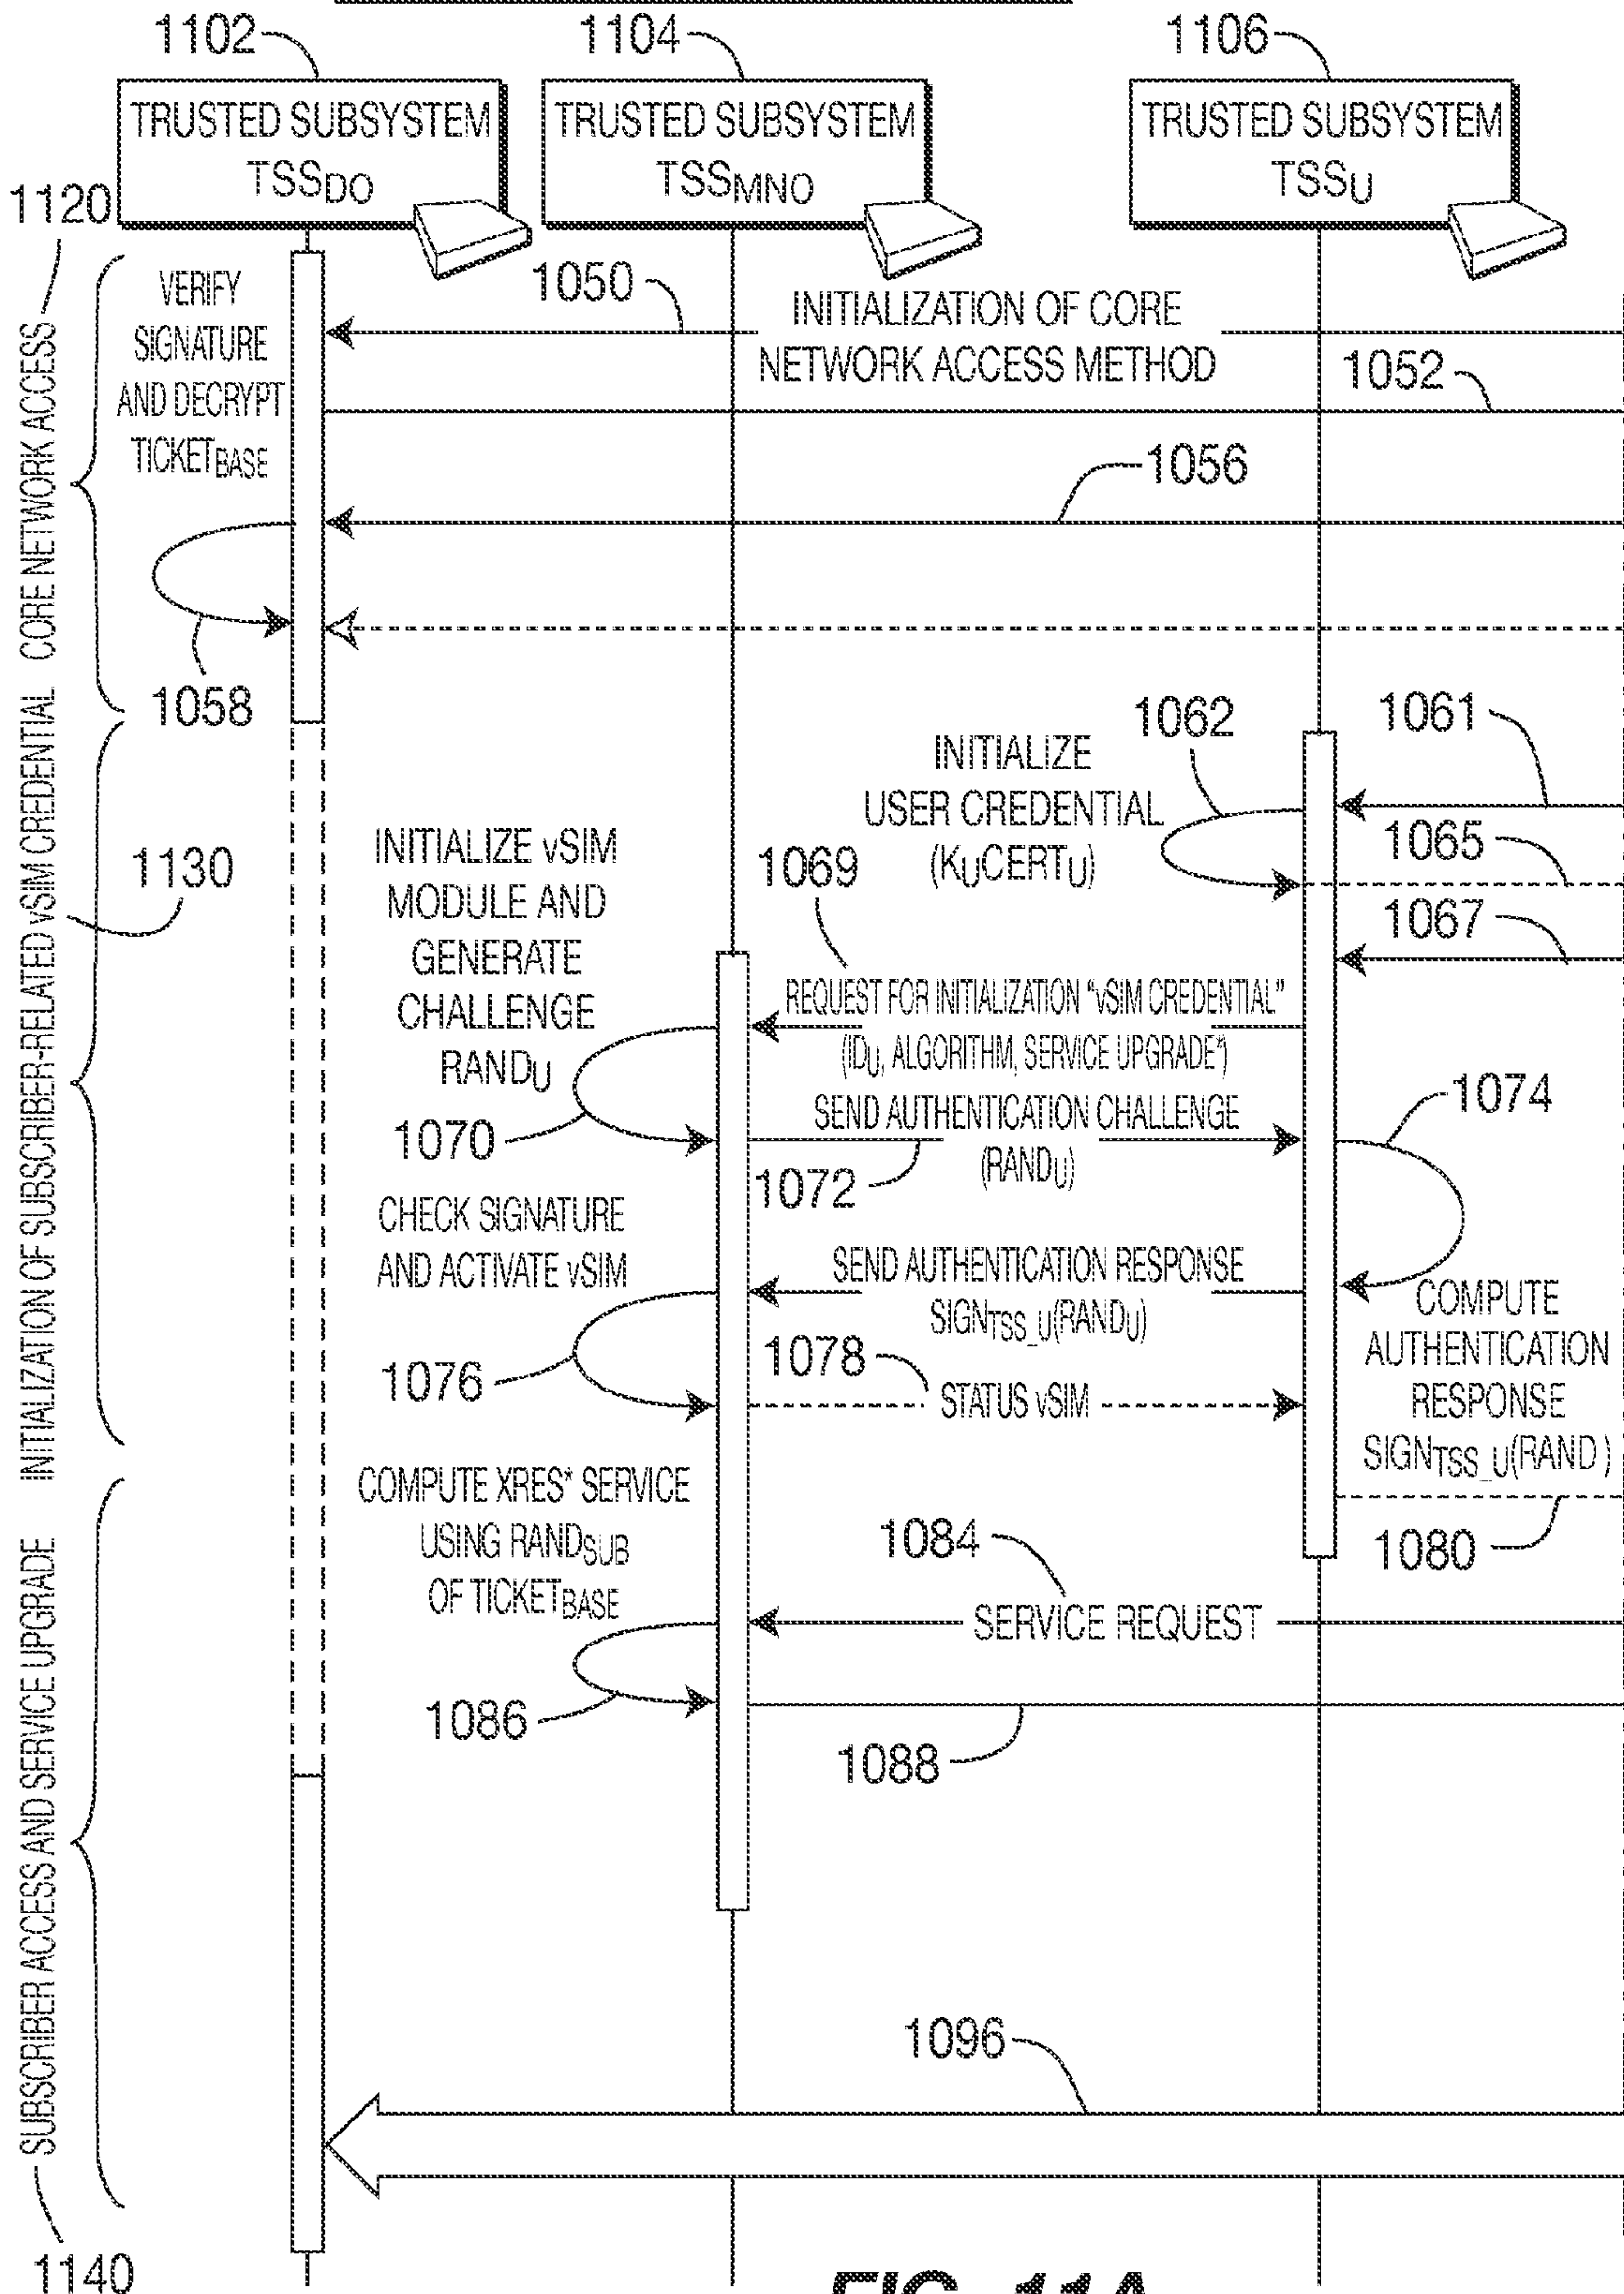 1102
1104
1106
TRUSTED SUBSYSTEM
TSSDO
TRUSTED SUBSYSTEM
TSSMNO
TRUSTED SUBSYSTEM
TSSU
1120
CORE NETWORK ACCESS
VERIFY
SIGNATURE
AND DECRYPT
TICKETBASE
1050
INITIALIZATION OF CORE
NETWORK ACCESS METHOD
1052
1056
1058
INITIALIZATION OF SUBSCRIBER-RELATED vSIM CREDENTIAL
1130
1062
1061
INITIALIZE
USER CREDENTIAL
(KUCERTU)
1065
1067
INITIALIZE vSIM
MODULE AND
GENERATE
CHALLENGE
RANDU
1069
REQUEST FOR INITIALIZATION "vSIM CREDENTIAL"
(IDU, ALGORITHM, SERVICE UPGRADE*)
1070
SEND AUTHENTICATION CHALLENGE
(RANDU)
1072
1074
CHECK SIGNATURE
AND ACTIVATE vSIM
SEND AUTHENTICATION RESPONSE
SIGNTSS_U(RANDU)
COMPUTE
AUTHENTICATION
RESPONSE
SIGNTSS_U(RAND)
1076
1078
STATUS vSIM
1080
SUBSCRIBER ACCESS AND SERVICE UPGRADE
COMPUTE XRES* SERVICE
USING RANDSUB
OF TICKETBASE
1084
SERVICE REQUEST
1086
1088
1096
1140
FIG. 11A